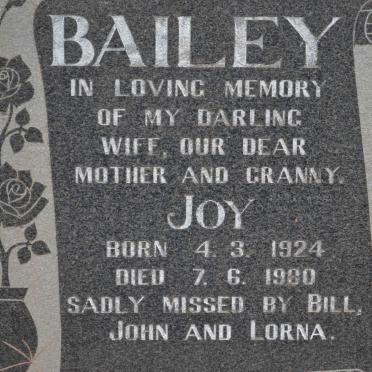 BAILEY
IN LOVING MEMORY
OF MY DARLING
WIFE, OUR DEAR
MOTHER AND GRANNY.
JOY
BORN 4. 3. 1924
DIED 7. 6. 1980
SADLY MISSED BY BILL,
JOHN AND LORNA.